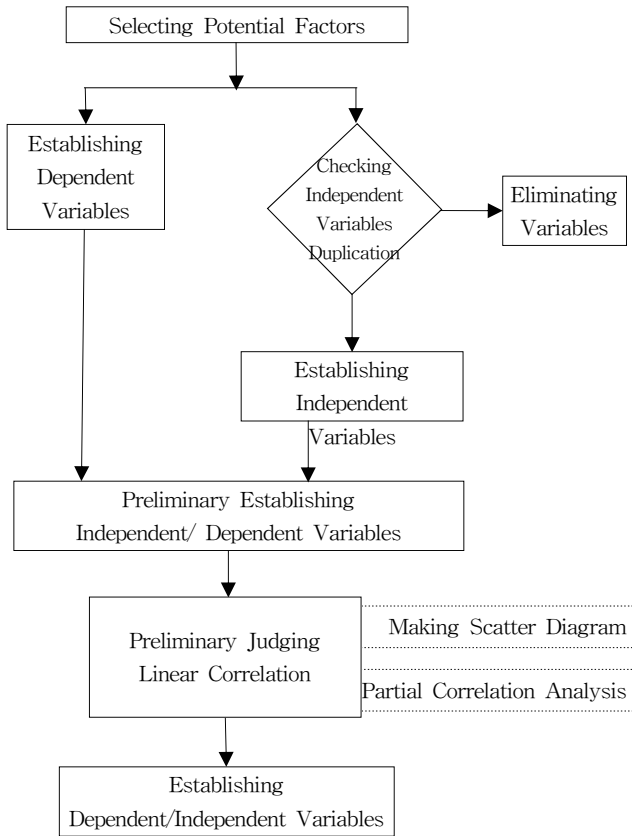 Selecting Potential Factors
Establishing
Dependent
Variables
Checking
Independent
Variables
Duplication
Eliminating
Variables
Establishing
Independent
Variables
Preliminary Establishing
Independent/ Dependent Variables
Preliminary Judging
Linear Correlation
Making Scatter Diagram
Partial Correlation Analysis
Establishing
Dependent/Independent Variables